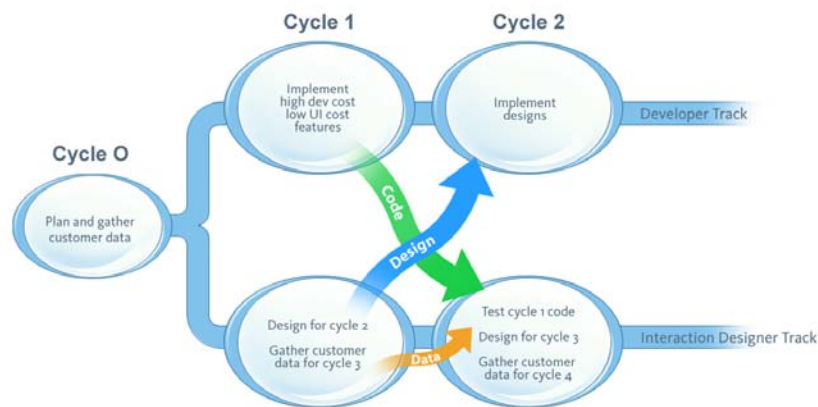 Cycle 1
Cycle 2
Implement
high dev cost
low UI cost
features
Implement
designs
Developer Track
Cycle O
Plan and gather
customer data
Code
Design
Design for cycle 2
Gather customer
data for cycle 3
Data
Test cycle 1 code
Design for cycle 3
Gather customer
data for cycle 4
Interaction Designer Track